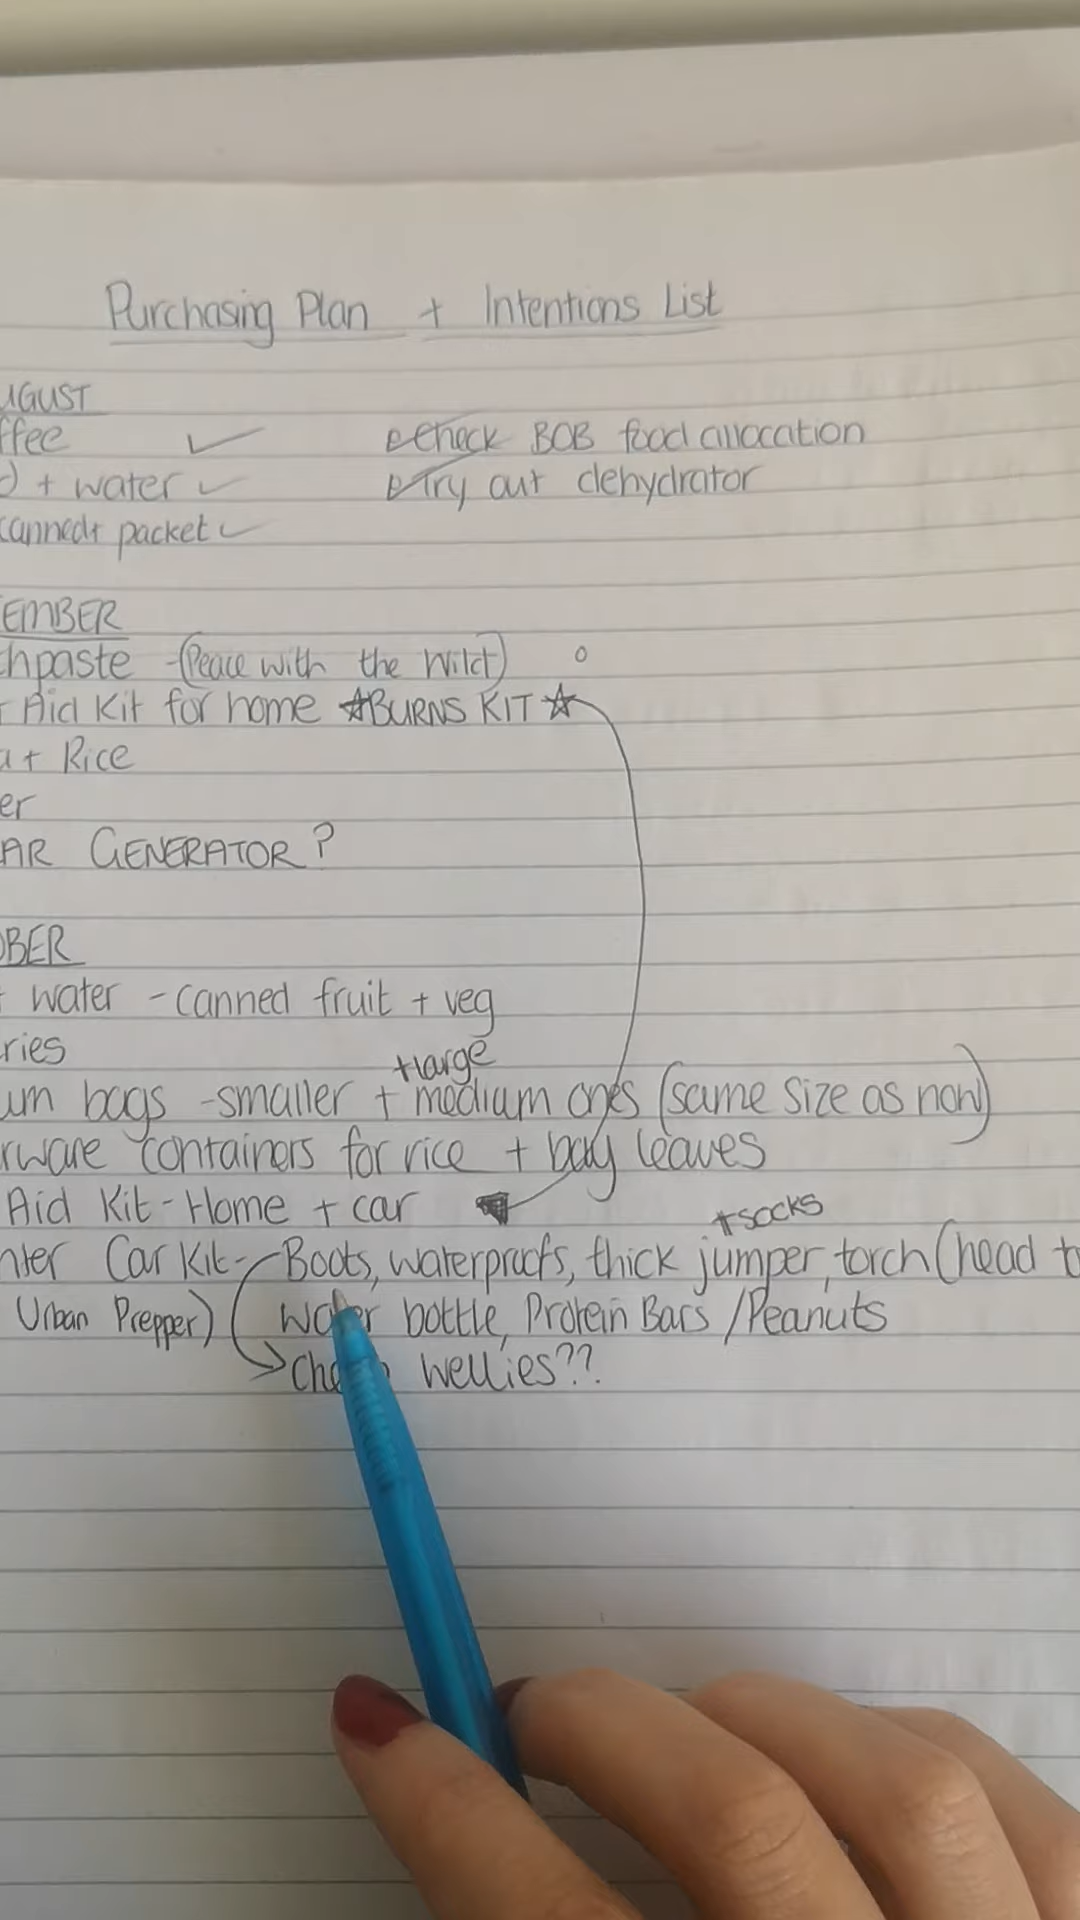 Purchasing Plan + Intentions List
UGUST
ffee ✓ Check BOB food allocation
) + water ✓ Try out dehydrator
canned+ packet ✓
EMBER
hpaste - (Peace with the Wild)
Aid Kit for home ☆BURNS KIT☆
a + Rice
er
AR GENERATOR?
OBER
+ water - canned fruit + veg
ries
+large
um bags - smaller + medium ones (same size as now)
rware containers for rice + bay leaves
Aid Kit - Home + car
+socks
nter Car Kit - Boots, waterproofs, thick jumper, torch (head t
Urban Prepper) water bottle, Protein Bars / Peanuts
wellies??